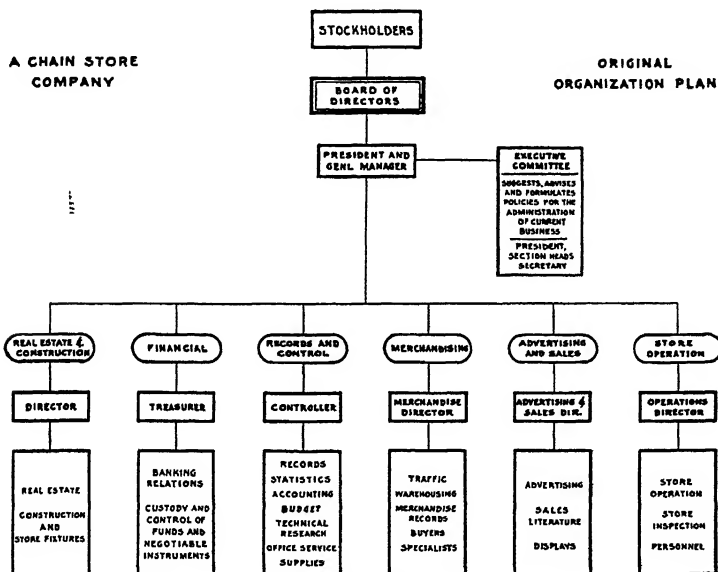 A CHAIN STORE
COMPANY
ORIGINAL
ORGANIZATION PLAN
STOCKHOLDERS
BOARD OF
DIRECTORS
PRESIDENT AND
GENL MANAGER
EXECUTIVE
COMMITTEE
SUGGESTS, ADVISES
AND FORMULATES
POLICIES FOR THE
ADMINISTRATION
OF CURRENT
BUSINESS
PRESIDENT,
SECTION HEADS
SECRETARY
REAL ESTATE &
CONSTRUCTION
DIRECTOR
REAL ESTATE
CONSTRUCTION
AND
STORE FIXTURES
FINANCIAL
TREASURER
BANKING
RELATIONS
CUSTODY AND
CONTROL OF
FUNDS AND
NEGOTIABLE
INSTRUMENTS
RECORDS AND
CONTROL
CONTROLLER
RECORDS
STATISTICS
ACCOUNTING
BUDGET
TECHNICAL
RESEARCH
OFFICE SERVICE
SUPPLIES
MERCHANDISING
MERCHANDISE
DIRECTOR
TRAFFIC
WAREHOUSING
MERCHANDISE
RECORDS
BUYERS
SPECIALISTS
ADVERTISING
AND SALES
ADVERTISING &
SALES DIR.
ADVERTISING
SALES
LITERATURE
DISPLAYS
STORE
OPERATION
OPERATIONS
DIRECTOR
STORE
OPERATION
STORE
INSPECTION
PERSONNEL